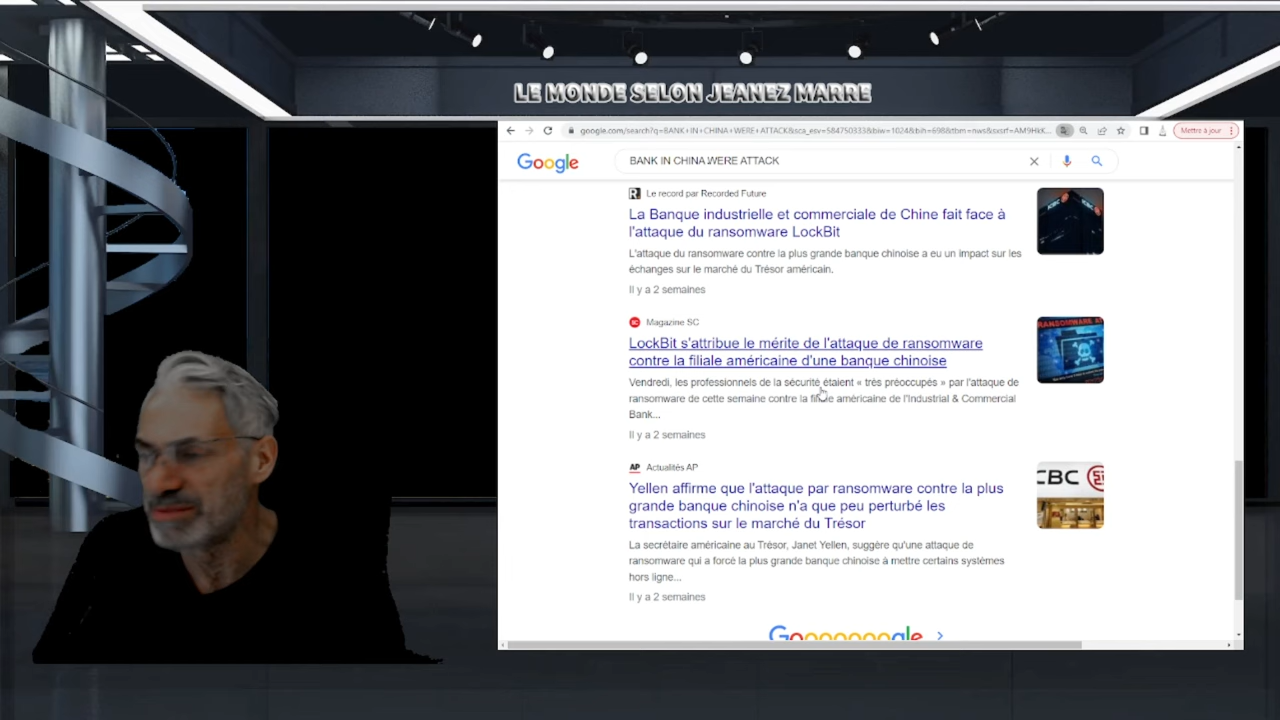 LE MONDE SELON JEANEZ MARRE
Mettre à jour
Google
BANK IN CHINA WERE ATTACK
Le record par Recorded Future
La Banque industrielle et commerciale de Chine fait face à
l'attaque du ransomware LockBit
L'attaque du ransomware contre la plus grande banque chinoise a eu un impact sur les
échanges sur le marché du Trésor américain.
Il y a 2 semaines
SC Magazine SC
LockBit s'attribue le mérite de l'attaque de ransomware
contre la filiale américaine d'une banque chinoise
RANSOMWARE
Vendredi, les professionnels de la sécurité étaient « très préoccupés » par l'attaque de
ransomware de cette semaine contre la filiale américaine de l'Industrial & Commercial
Bank...
Il y a 2 semaines
AP Actualités AP
Yellen affirme que l'attaque par ransomware contre la plus
grande banque chinoise n'a que peu perturbé les
transactions sur le marché du Trésor
CBC
La secrétaire américaine au Trésor, Janet Yellen, suggère qu'une attaque de
ransomware qui a forcé la plus grande banque chinoise à mettre certains systèmes
hors ligne...
Il y a 2 semaines
Goooooooogle